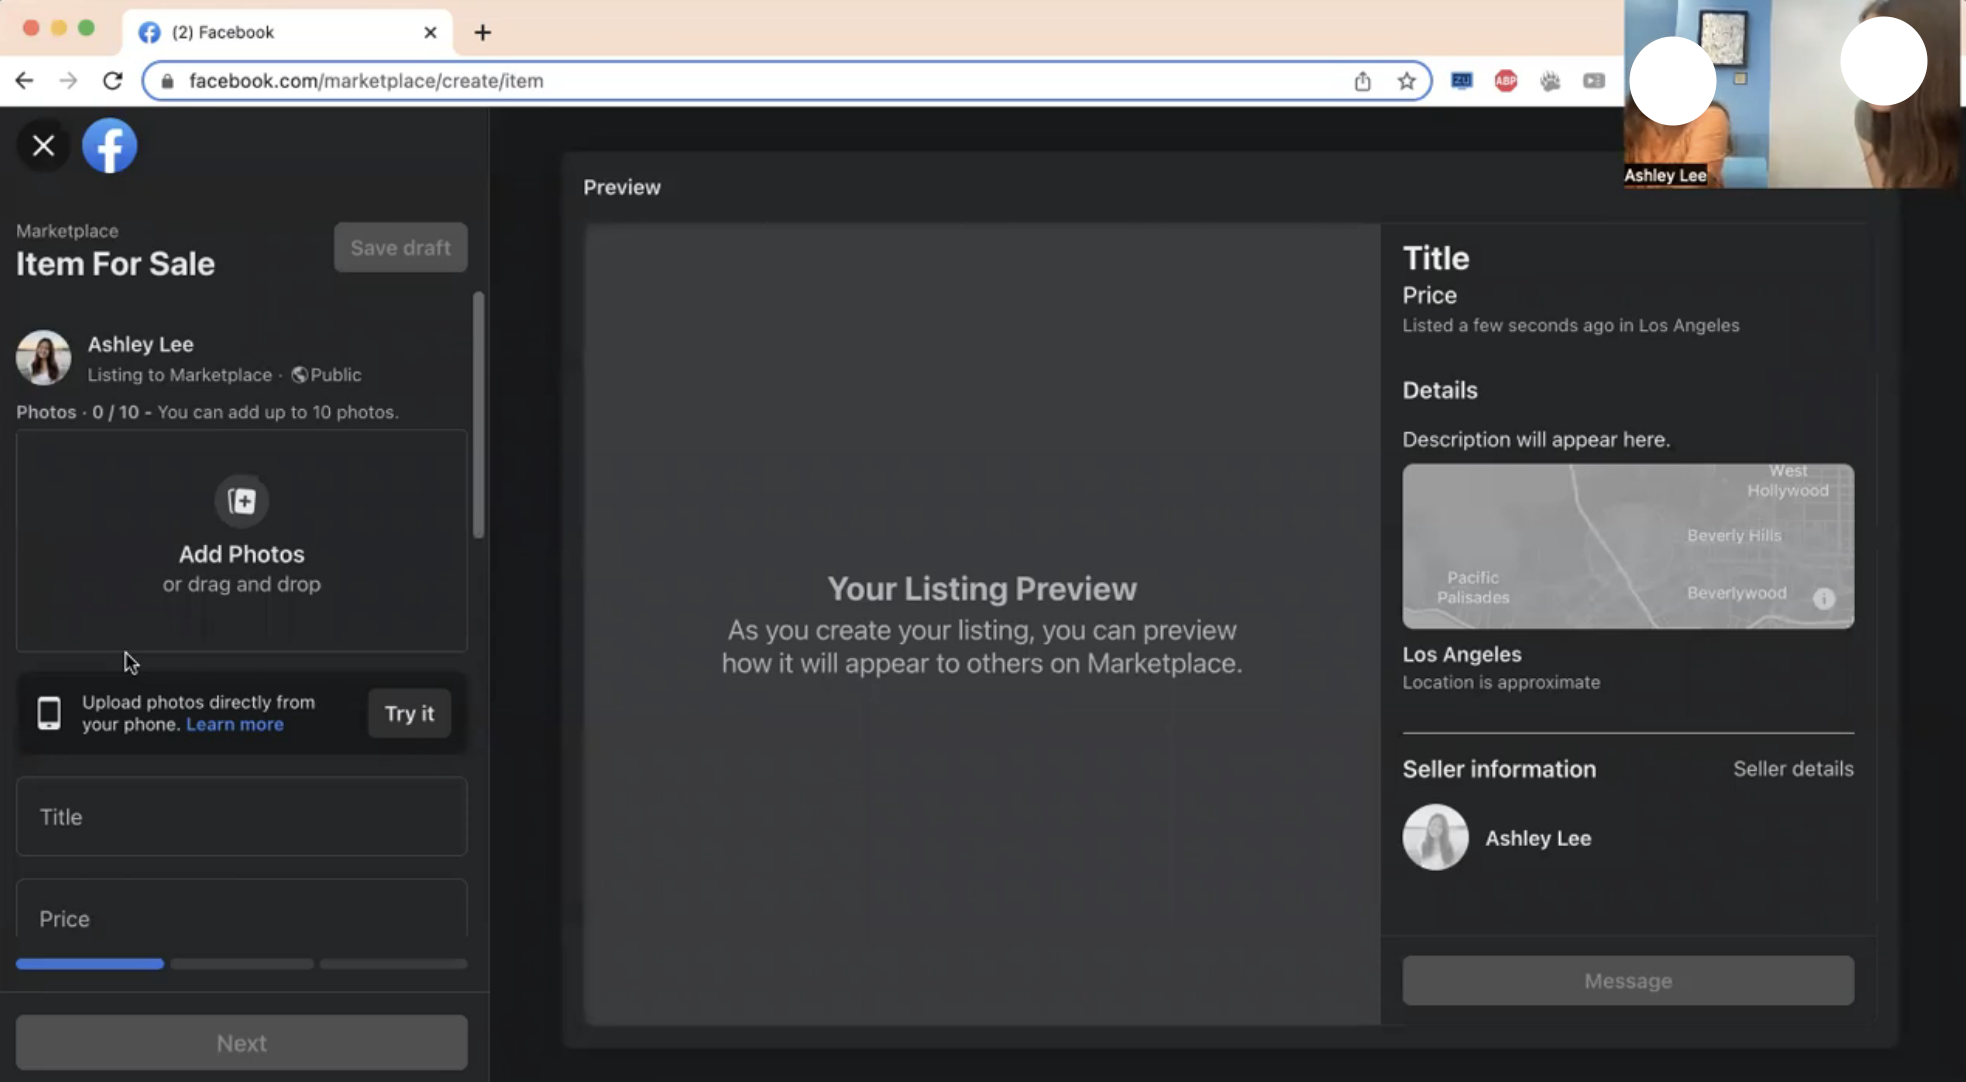 (2) Facebook
facebook.com/marketplace/create/item
ZU
ABP
Ashley Lee
Marketplace
Item For Sale
Save draft
Ashley Lee
Listing to Marketplace · Public
Photos · 0 / 10 - You can add up to 10 photos.
Add Photos
or drag and drop
Upload photos directly from
your phone. Learn more
Try it
Title
Price
Next
Preview
Your Listing Preview
As you create your listing, you can preview
how it will appear to others on Marketplace.
Title
Price
Listed a few seconds ago in Los Angeles
Details
Description will appear here.
West
Hollywood
Beverly Hills
Pacific
Palisades
Beverlywood
Los Angeles
Location is approximate
Seller information
Seller details
Ashley Lee
Message